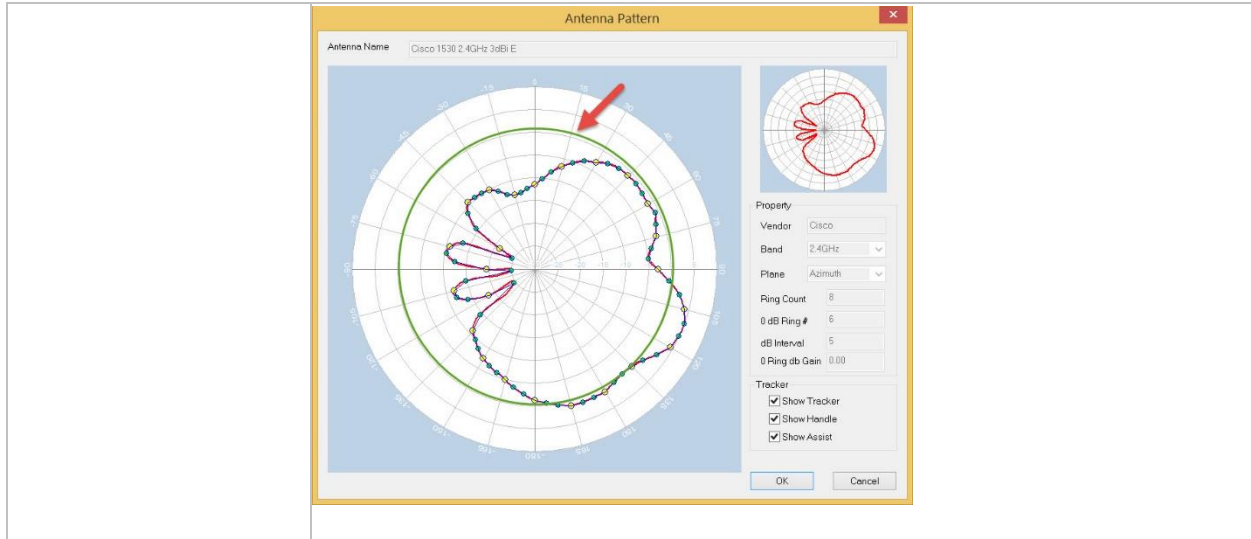 Antenna Pattern
Antenna Name Cisco 1530 2.4GHz 3dBi E
Property
Vendor Cisco
Band 2.4GHz
Plane Azimuth
Ring Count 8
0 dB Ring # 6
dB Interval 5
0 Ring db Gain 0.00
Tracker
Show Tracker
Show Handle
Show Assist
OK Cancel